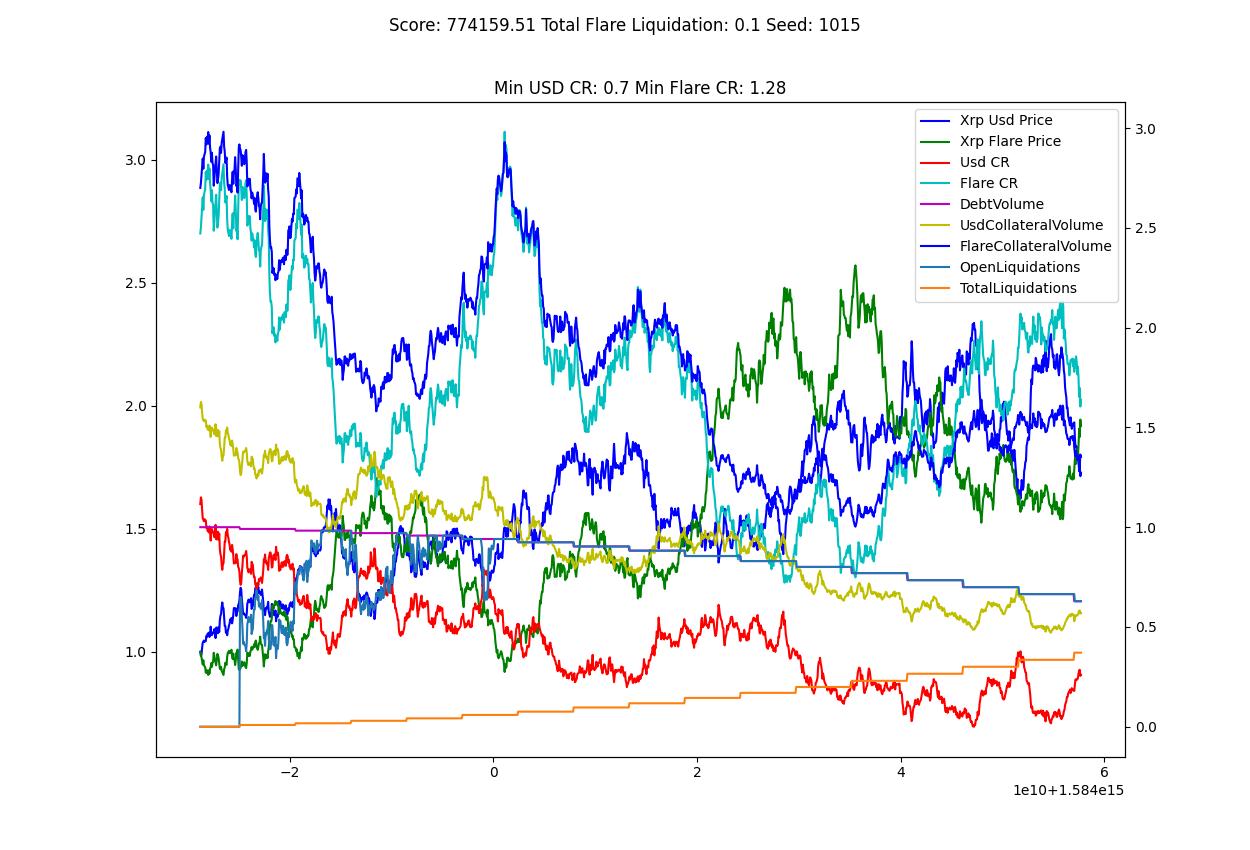 Score: 774159.51 Total Flare Liquidation: 0.1 Seed: 1015
Min USD CR: 0.7 Min Flare CR: 1.28
Xrp Usd Price
Xrp Flare Price
Usd CR
Flare CR
DebtVolume
UsdCollateralVolume
FlareCollateralVolume
OpenLiquidations
TotalLiquidations
3.0
2.5
2.0
1.5
1.0
3.0
2.5
2.0
1.5
1.0
0.5
0.0
−2 0 2 4 6
1e10+1.584e15